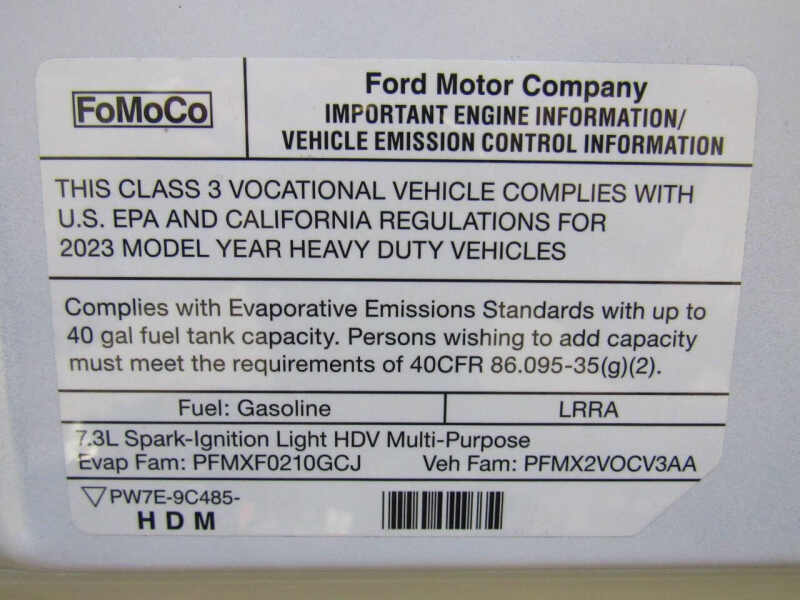 FoMoCo
Ford Motor Company
IMPORTANT ENGINE INFORMATION/
VEHICLE EMISSION CONTROL INFORMATION
THIS CLASS 3 VOCATIONAL VEHICLE COMPLIES WITH
U.S. EPA AND CALIFORNIA REGULATIONS FOR
2023 MODEL YEAR HEAVY DUTY VEHICLES
Complies with Evaporative Emissions Standards with up to
40 gal fuel tank capacity. Persons wishing to add capacity
must meet the requirements of 40CFR 86.095-35(g)(2).
Fuel: Gasoline LRRA
7.3L Spark-Ignition Light HDV Multi-Purpose
Evap Fam: PFMXF0210GCJ Veh Fam: PFMX2VOCV3AA
PW7E-9C485-
HDM